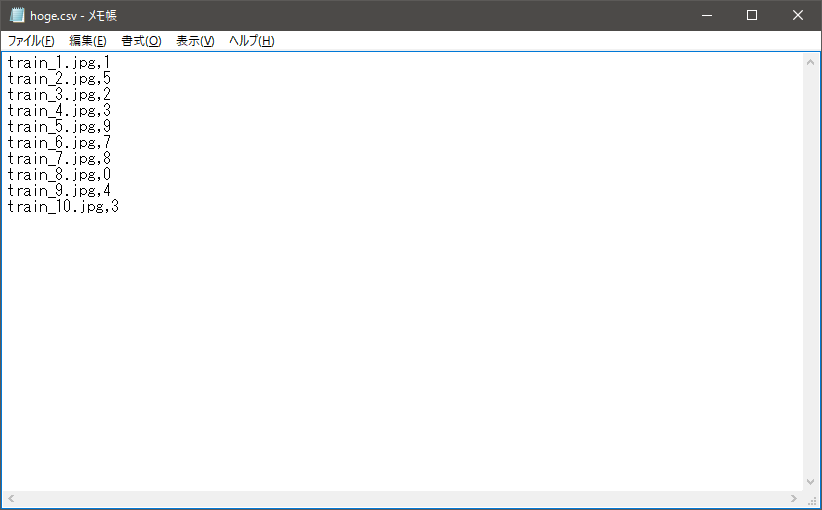 hoge.csv - メモ帳
ファイル(F) 編集(E) 書式(O) 表示(V) ヘルプ(H)
train_1.jpg,1
train_2.jpg,5
train_3.jpg,2
train_4.jpg,3
train_5.jpg,9
train_6.jpg,7
train_7.jpg,8
train_8.jpg,0
train_9.jpg,4
train_10.jpg,3